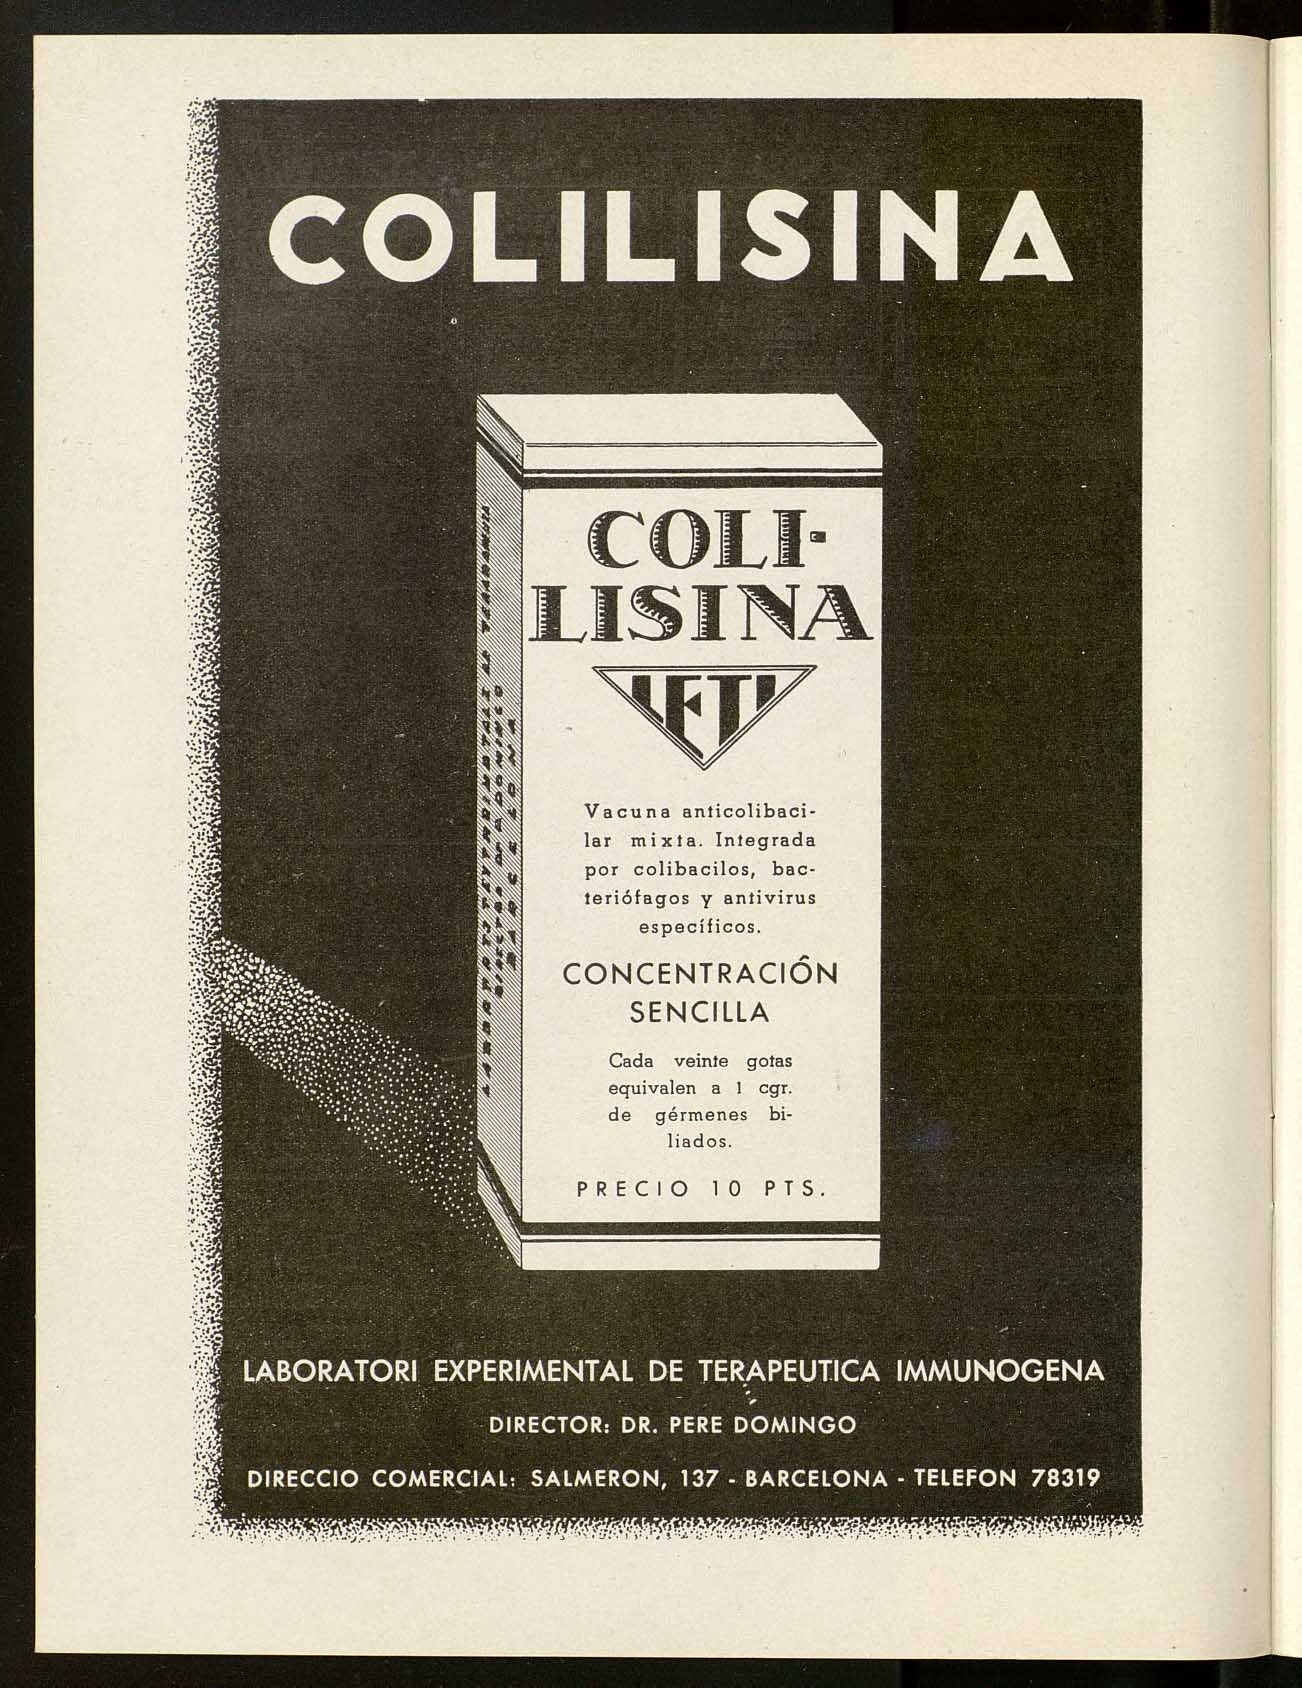 COLILISINA
COLI-
LISINA
LETI
Vacuna anticolibaci-
lar mixta. Integrada
por colibacilos, bac-
teriófagos y antivirus
específicos.
CONCENTRACIÓN
SENCILLA
Cada veinte gotas
equivalen a 1 cgr.
de gérmenes bi-
liados.
PRECIO 10 PTS.
LABORATORI EXPERIMENTAL DE TERAPEUTICA IMMUNOGENA
DIRECTOR: DR. PERE DOMINGO
DIRECCIO COMERCIAL: SALMERON, 137 - BARCELONA - TELEFON 78319